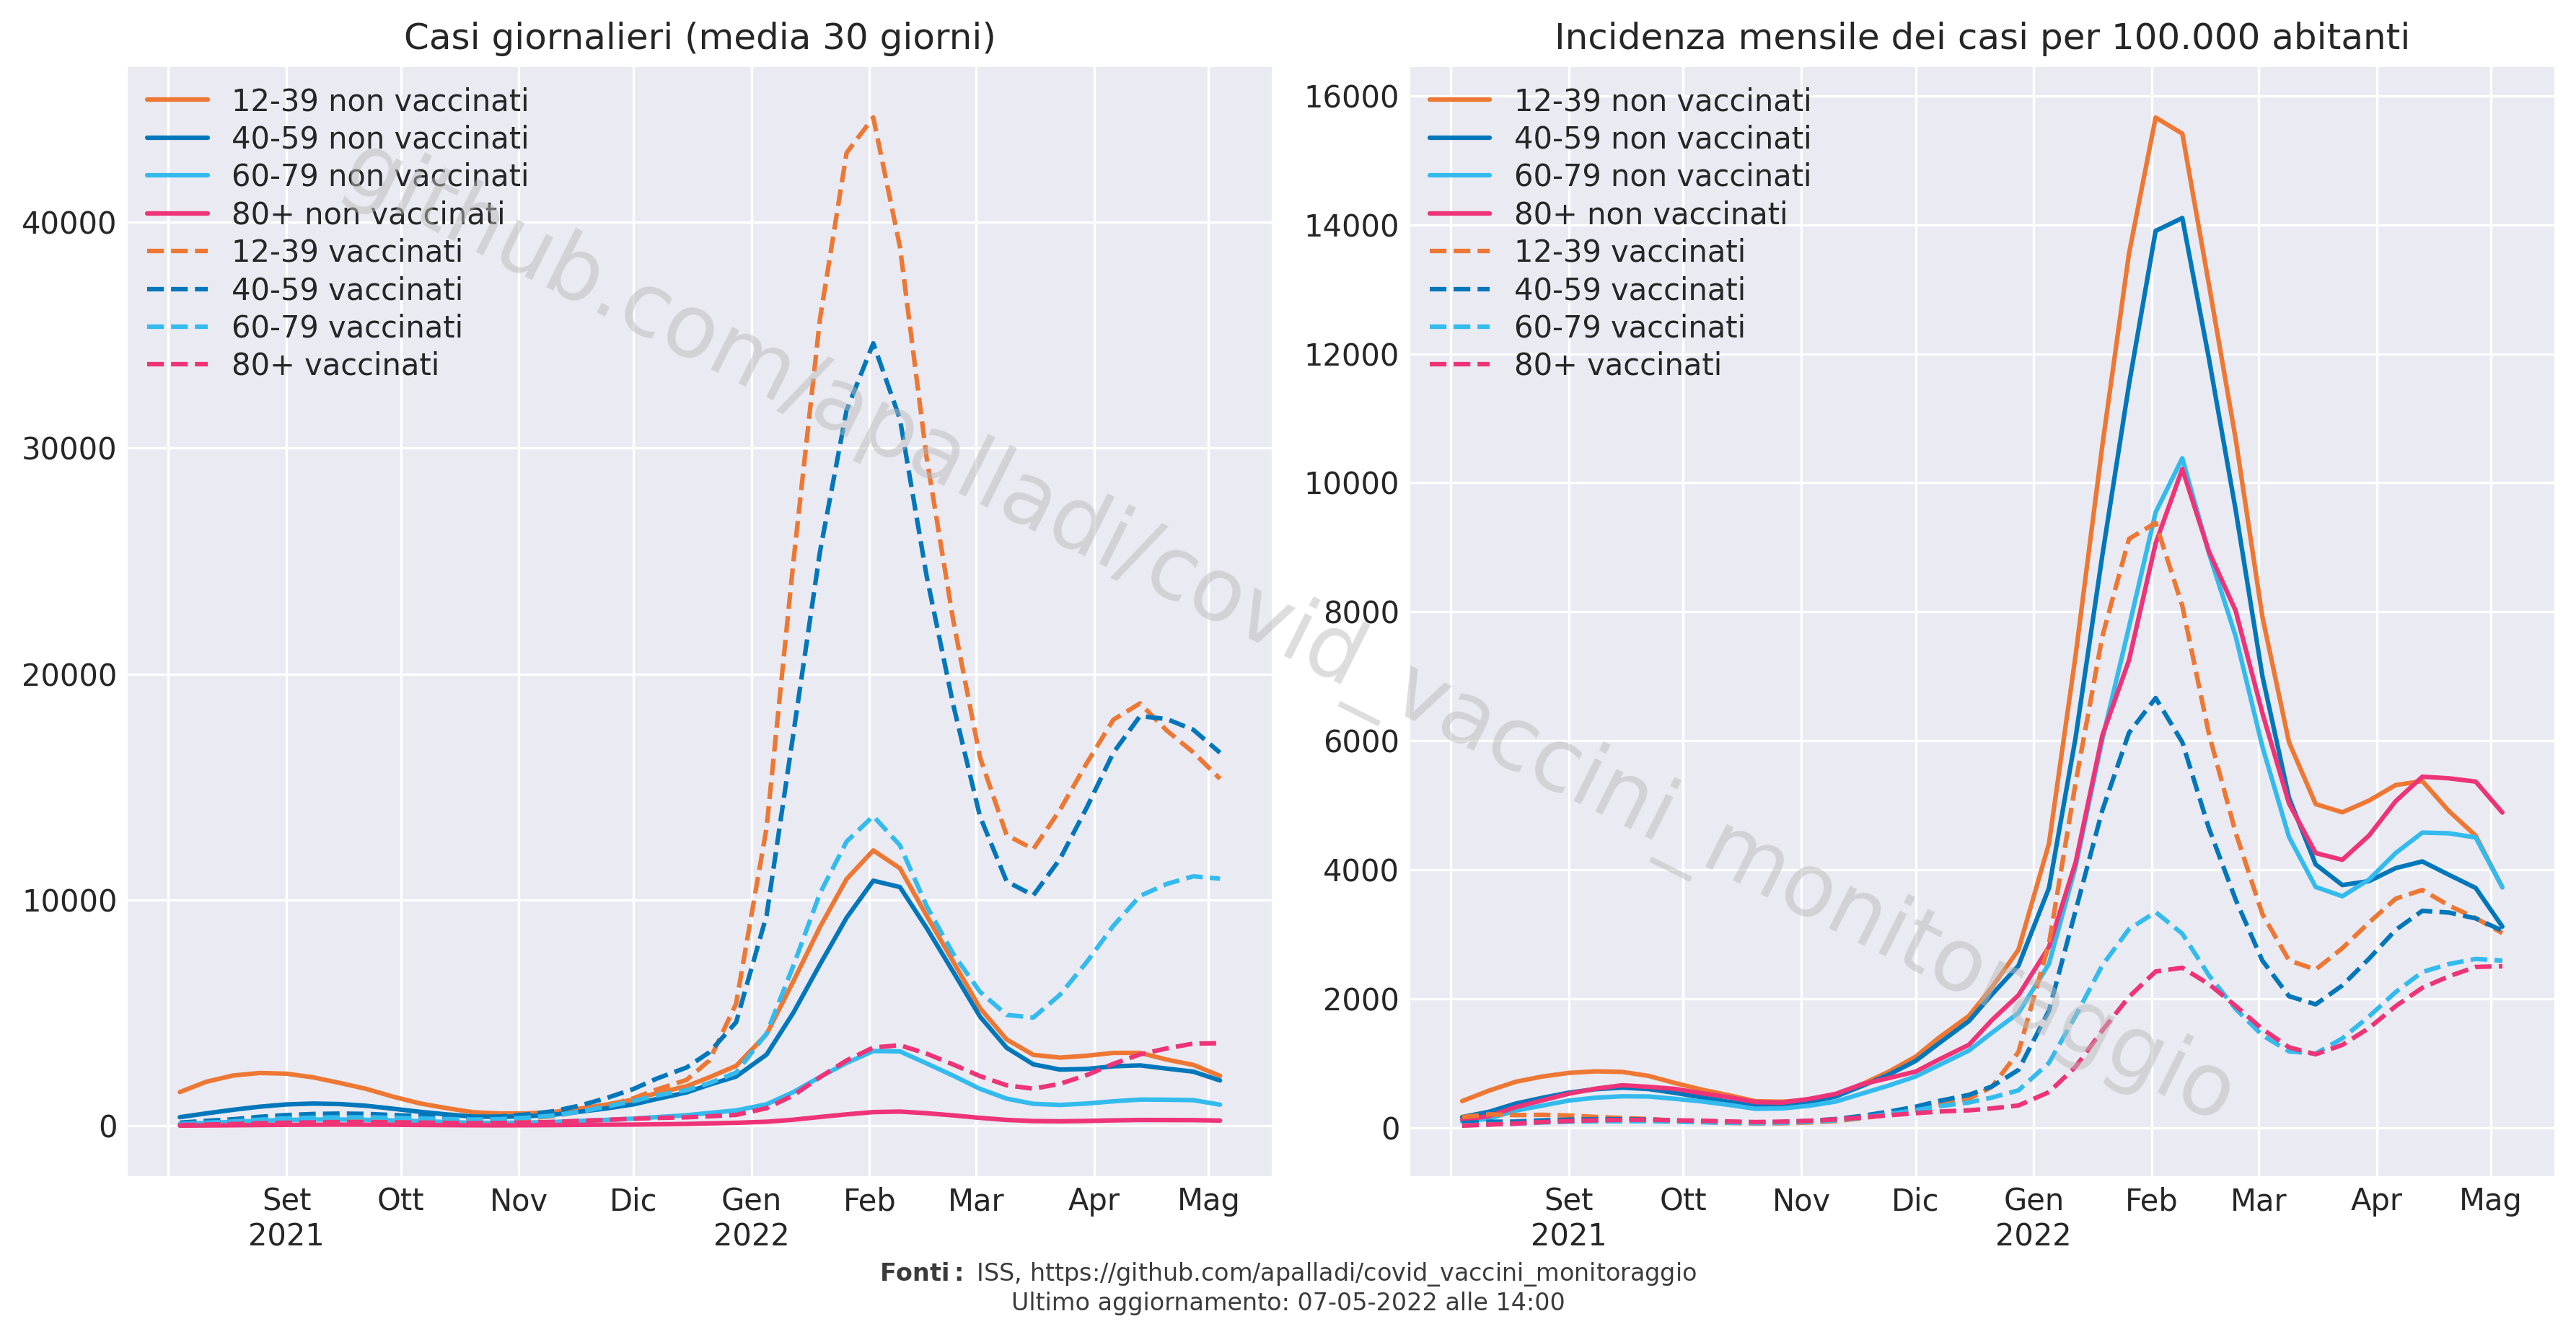 Casi giornalieri (media 30 giorni)
12-39 non vaccinati
40-59 non vaccinati
60-79 non vaccinati
80+ non vaccinati
12-39 vaccinati
40-59 vaccinati
60-79 vaccinati
80+ vaccinati
40000
30000
20000
10000
0
Set Ott Nov Dic Gen Feb Mar Apr Mag
2021 2022
Incidenza mensile dei casi per 100.000 abitanti
12-39 non vaccinati
40-59 non vaccinati
60-79 non vaccinati
80+ non vaccinati
12-39 vaccinati
40-59 vaccinati
60-79 vaccinati
80+ vaccinati
16000
14000
12000
10000
8000
6000
4000
2000
0
Set Ott Nov Dic Gen Feb Mar Apr Mag
2021 2022
github.com/apalladi/covid_vaccini_monitoraggio
Fonti: ISS, https://github.com/apalladi/covid_vaccini_monitoraggio
Ultimo aggiornamento: 07-05-2022 alle 14:00